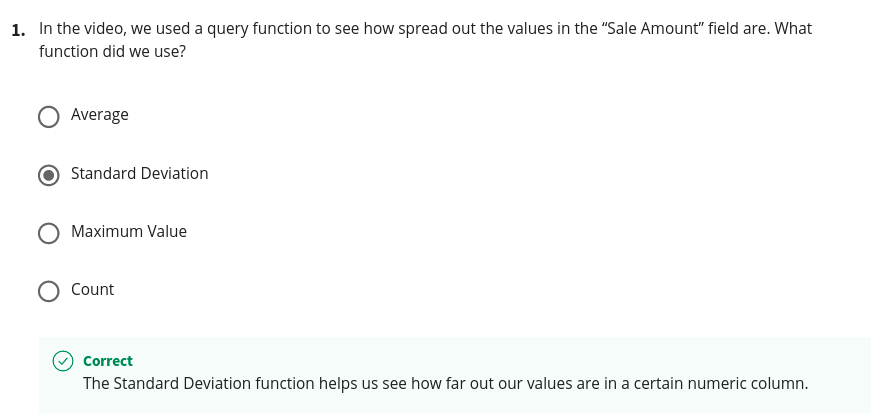 1. In the video, we used a query function to see how spread out the values in the “Sale Amount” field are. What
function did we use?
Average
Standard Deviation
Maximum Value
Count
Correct
The Standard Deviation function helps us see how far out our values are in a certain numeric column.